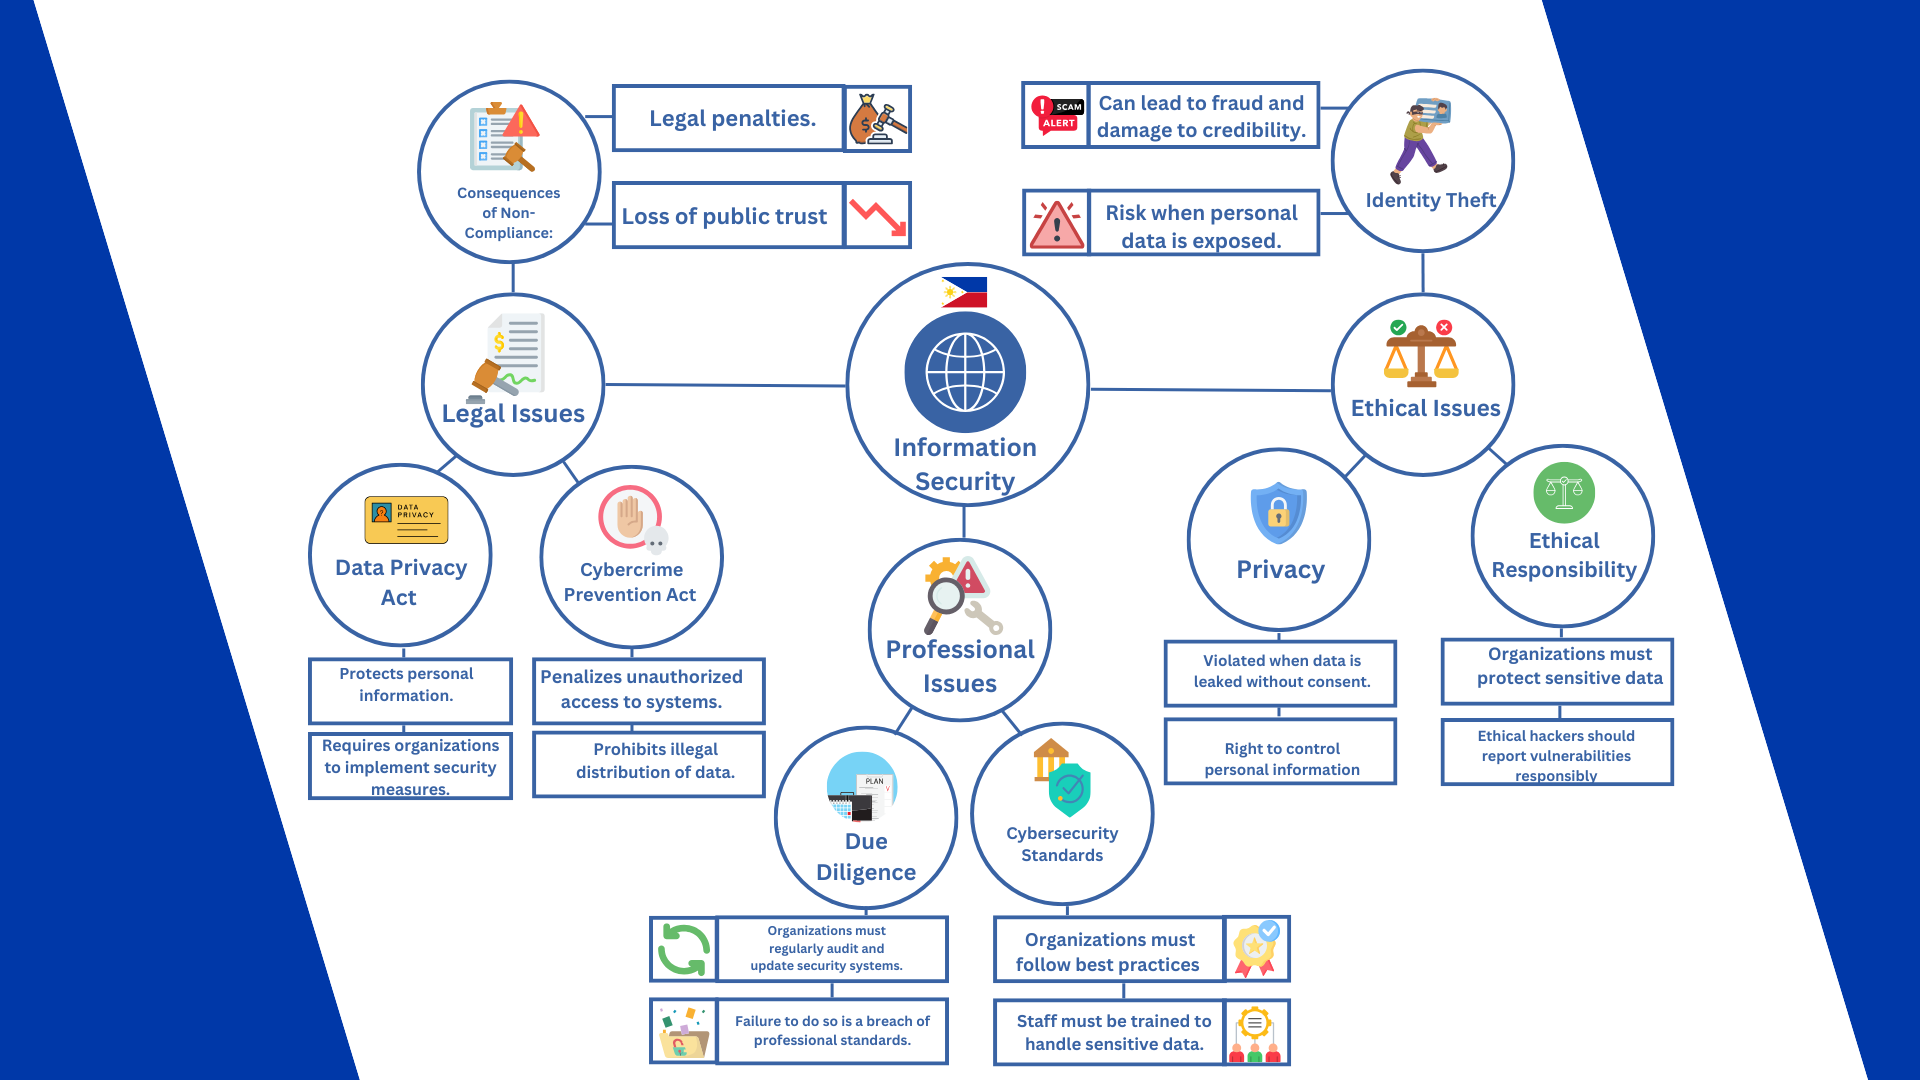 Consequences
of Non-
Compliance:
Legal penalties.
Loss of public trust
SCAM
ALERT
Can lead to fraud and
damage to credibility.
Risk when personal
data is exposed.
Identity Theft
Legal Issues
Information
Security
Ethical Issues
DATA
PRIVACY
Data Privacy
Act
Protects personal
information.
Requires organizations
to implement security
measures.
Cybercrime
Prevention Act
Penalizes unauthorized
access to systems.
Prohibits illegal
distribution of data.
Professional
Issues
PLAN
Due
Diligence
Organizations must
regularly audit and
update security systems.
Failure to do so is a breach of
professional standards.
Cybersecurity
Standards
Organizations must
follow best practices
Staff must be trained to
handle sensitive data.
Privacy
Violated when data is
leaked without consent.
Right to control
personal information
Ethical
Responsibility
Organizations must
protect sensitive data
Ethical hackers should
report vulnerabilities
responsibly